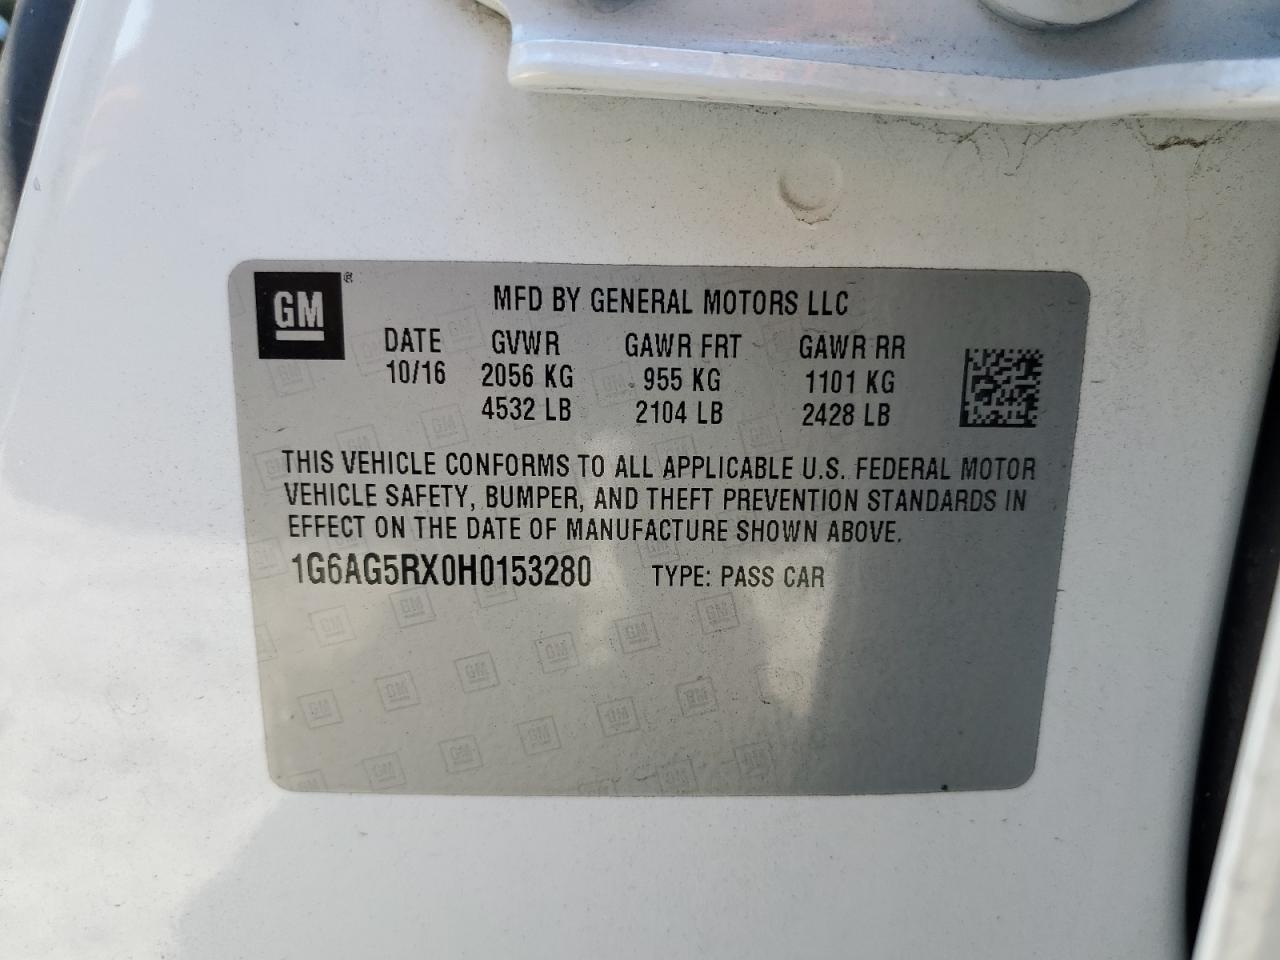 GM ®
MFD BY GENERAL MOTORS LLC
DATE GVWR GAWR FRT GAWR RR
10/16 2056 KG 955 KG 1101 KG
4532 LB 2104 LB 2428 LB
THIS VEHICLE CONFORMS TO ALL APPLICABLE U.S. FEDERAL MOTOR
VEHICLE SAFETY, BUMPER, AND THEFT PREVENTION STANDARDS IN
EFFECT ON THE DATE OF MANUFACTURE SHOWN ABOVE.
1G6AG5RX0H0153280 TYPE: PASS CAR